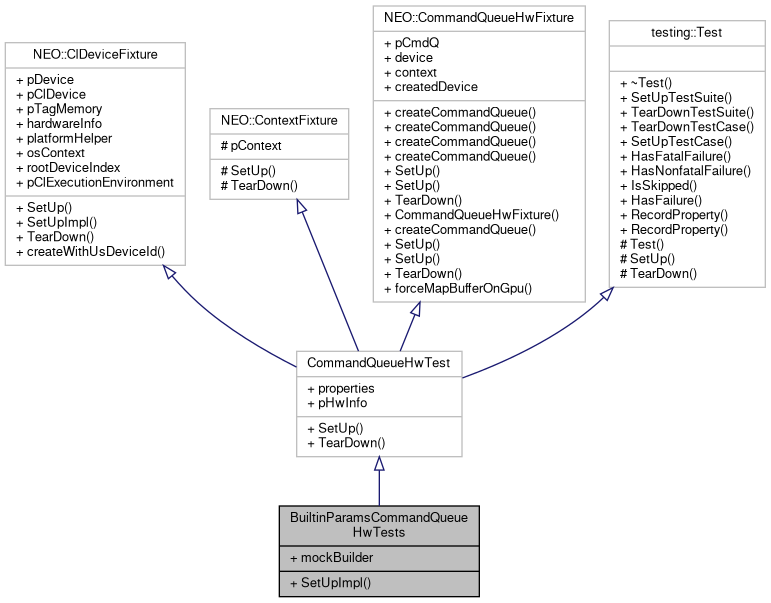 NEO::ClDeviceFixture
+ pDevice
+ pClDevice
+ pTagMemory
+ hardwareInfo
+ platformHelper
+ osContext
+ rootDeviceIndex
+ pClExecutionEnvironment
+ SetUp()
+ SetUpImpl()
+ TearDown()
+ createWithUsDeviceId()
NEO::ContextFixture
# pContext
# SetUp()
# TearDown()
NEO::CommandQueueHwFixture
+ pCmdQ
+ device
+ context
+ createdDevice
+ createCommandQueue()
+ createCommandQueue()
+ createCommandQueue()
+ createCommandQueue()
+ SetUp()
+ SetUp()
+ TearDown()
+ CommandQueueHwFixture()
+ createCommandQueue()
+ SetUp()
+ SetUp()
+ TearDown()
+ forceMapBufferOnGpu()
testing::Test
+ ~Test()
+ SetUpTestSuite()
+ TearDownTestSuite()
+ TearDownTestCase()
+ SetUpTestCase()
+ HasFatalFailure()
+ HasNonfatalFailure()
+ IsSkipped()
+ HasFailure()
+ RecordProperty()
+ RecordProperty()
# Test()
# SetUp()
# TearDown()
CommandQueueHwTest
+ properties
+ pHwInfo
+ SetUp()
+ TearDown()
BuiltinParamsCommandQueue
HwTests
+ mockBuilder
+ SetUpImpl()